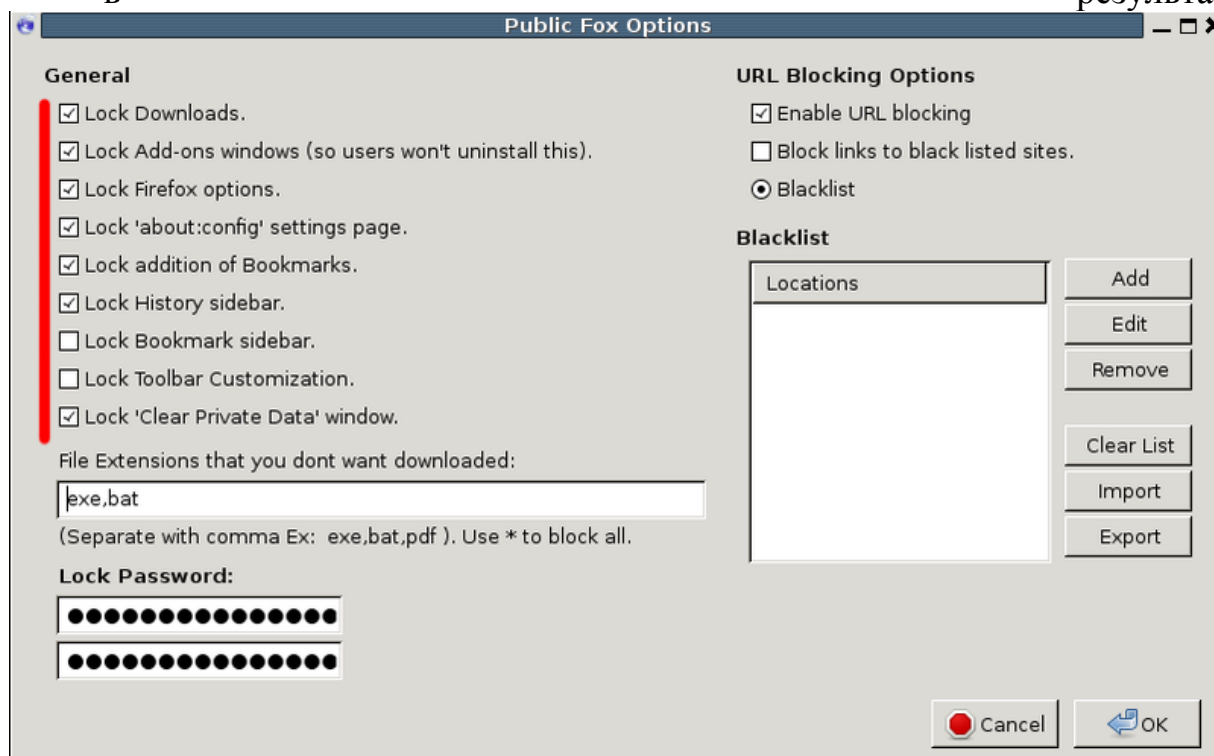 в
Public Fox Options
General
Lock Downloads.
Lock Add-ons windows (so users won't uninstall this).
Lock Firefox options.
Lock 'about:config' settings page.
Lock addition of Bookmarks.
Lock History sidebar.
Lock Bookmark sidebar.
Lock Toolbar Customization.
Lock 'Clear Private Data' window.
File Extensions that you dont want downloaded:
exe,bat
(Separate with comma Ex: exe,bat,pdf ). Use * to block all.
Lock Password:
URL Blocking Options
Enable URL blocking
Block links to black listed sites.
Blacklist
Blacklist
Locations
Add
Edit
Remove
Clear List
Import
Export
Cancel
OK